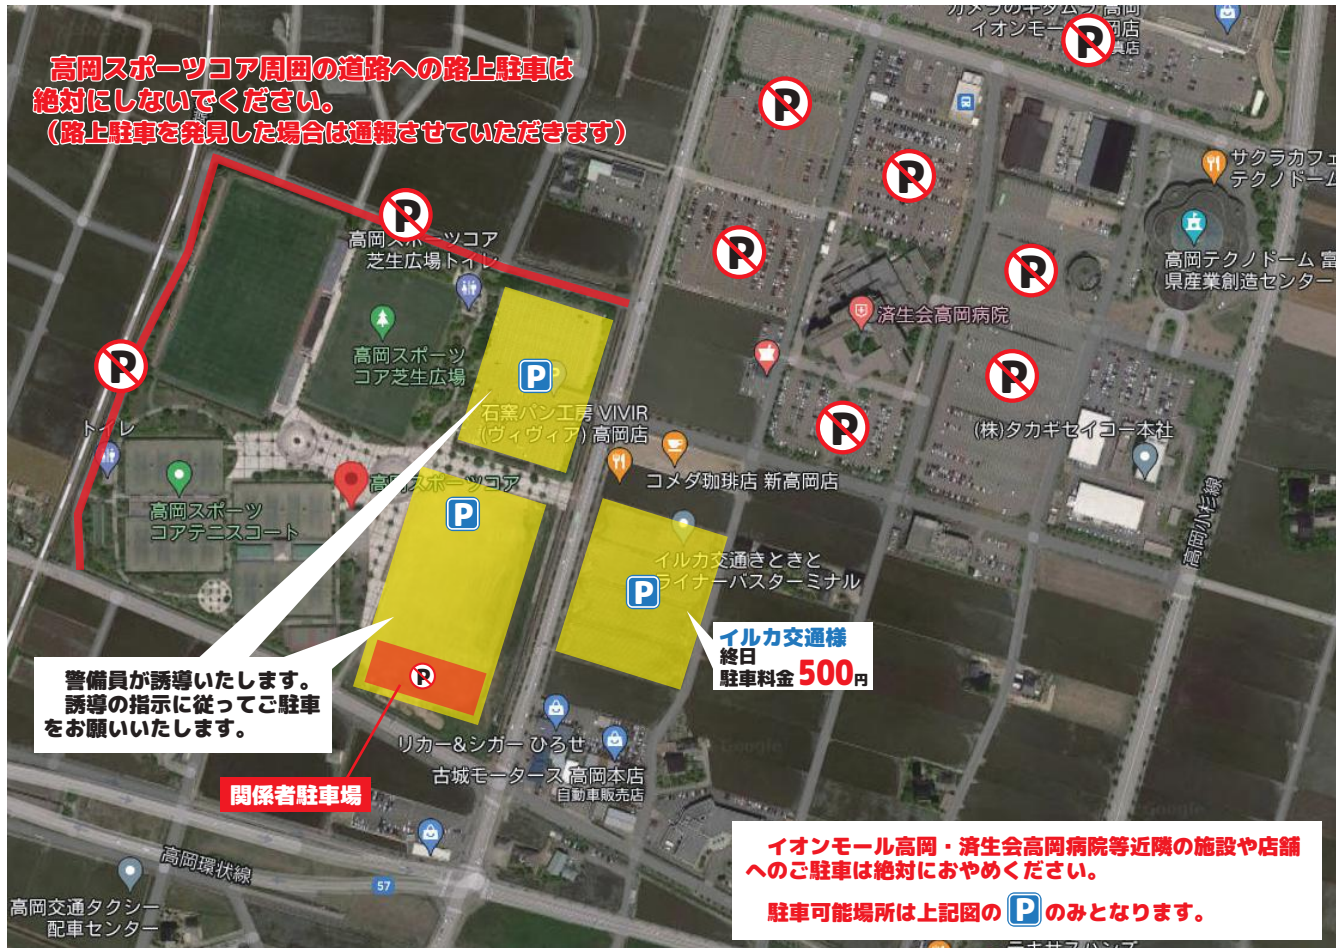 高岡スポーツコア周囲の道路への路上駐車は
絶対にしないでください。
（路上駐車を発見した場合は通報させていただきます）
イオンモー
岡店
P
P
P
P
P
P
P
P
P
サクラカフェ
テクノドーム
高岡テクノドーム 富
県産業創造センター
高岡スポーツコア
芝生広場トイレ
済生会高岡病院
高岡スポーツ
コア芝生広場
P
石窯パン工房 VIVIR
(ヴィヴィア) 高岡店
(株)タカギセイコー本社
トイレ
コメダ珈琲店 新高岡店
高岡スポーツコア
P
高岡スポーツ
コアテニスコート
高岡小杉線
イルカ交通きときと
ライナーバスターミナル
P
イルカ交通様
終日
駐車料金500円
警備員が誘導いたします。
誘導の指示に従ってご駐車
をお願いいたします。
P
関係者駐車場
リカー&シガー ひろせ
古城モータース 高岡本店
自動車販売店
Google
Google
高岡環状線
57
高岡交通タクシー
配車センター
イオンモール高岡・済生会高岡病院等近隣の施設や店舗
へのご駐車は絶対におやめください。
駐車可能場所は上記図の P のみとなります。